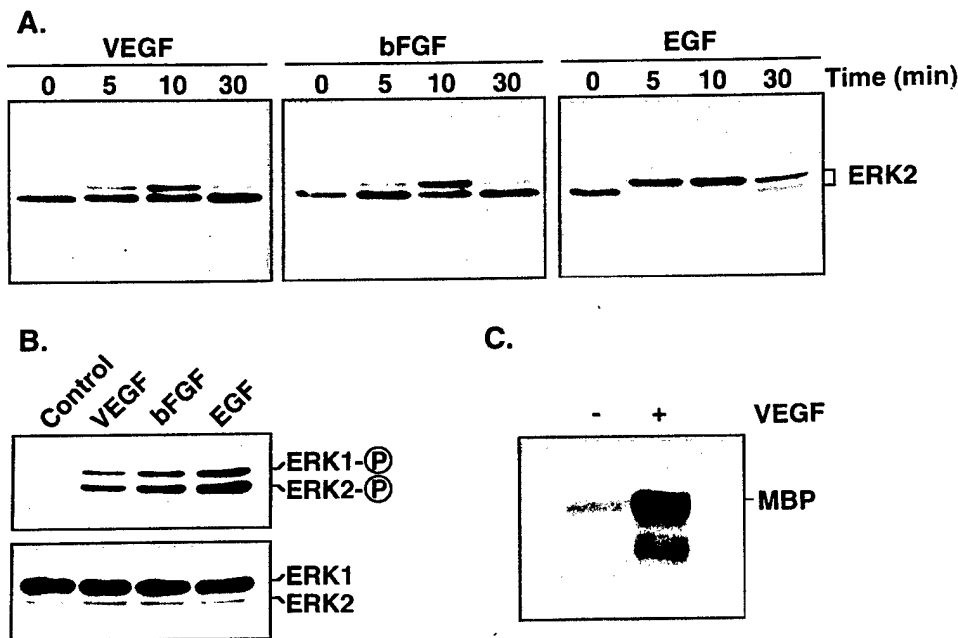 A.
VEGF bFGF EGF
0 5 10 30 0 5 10 30 0 5 10 30 Time (min)
ERK2
B.
Control VEGF bFGF EGF
ERK1-Ⓟ
ERK2-Ⓟ
ERK1
ERK2
C.
- + VEGF
MBP